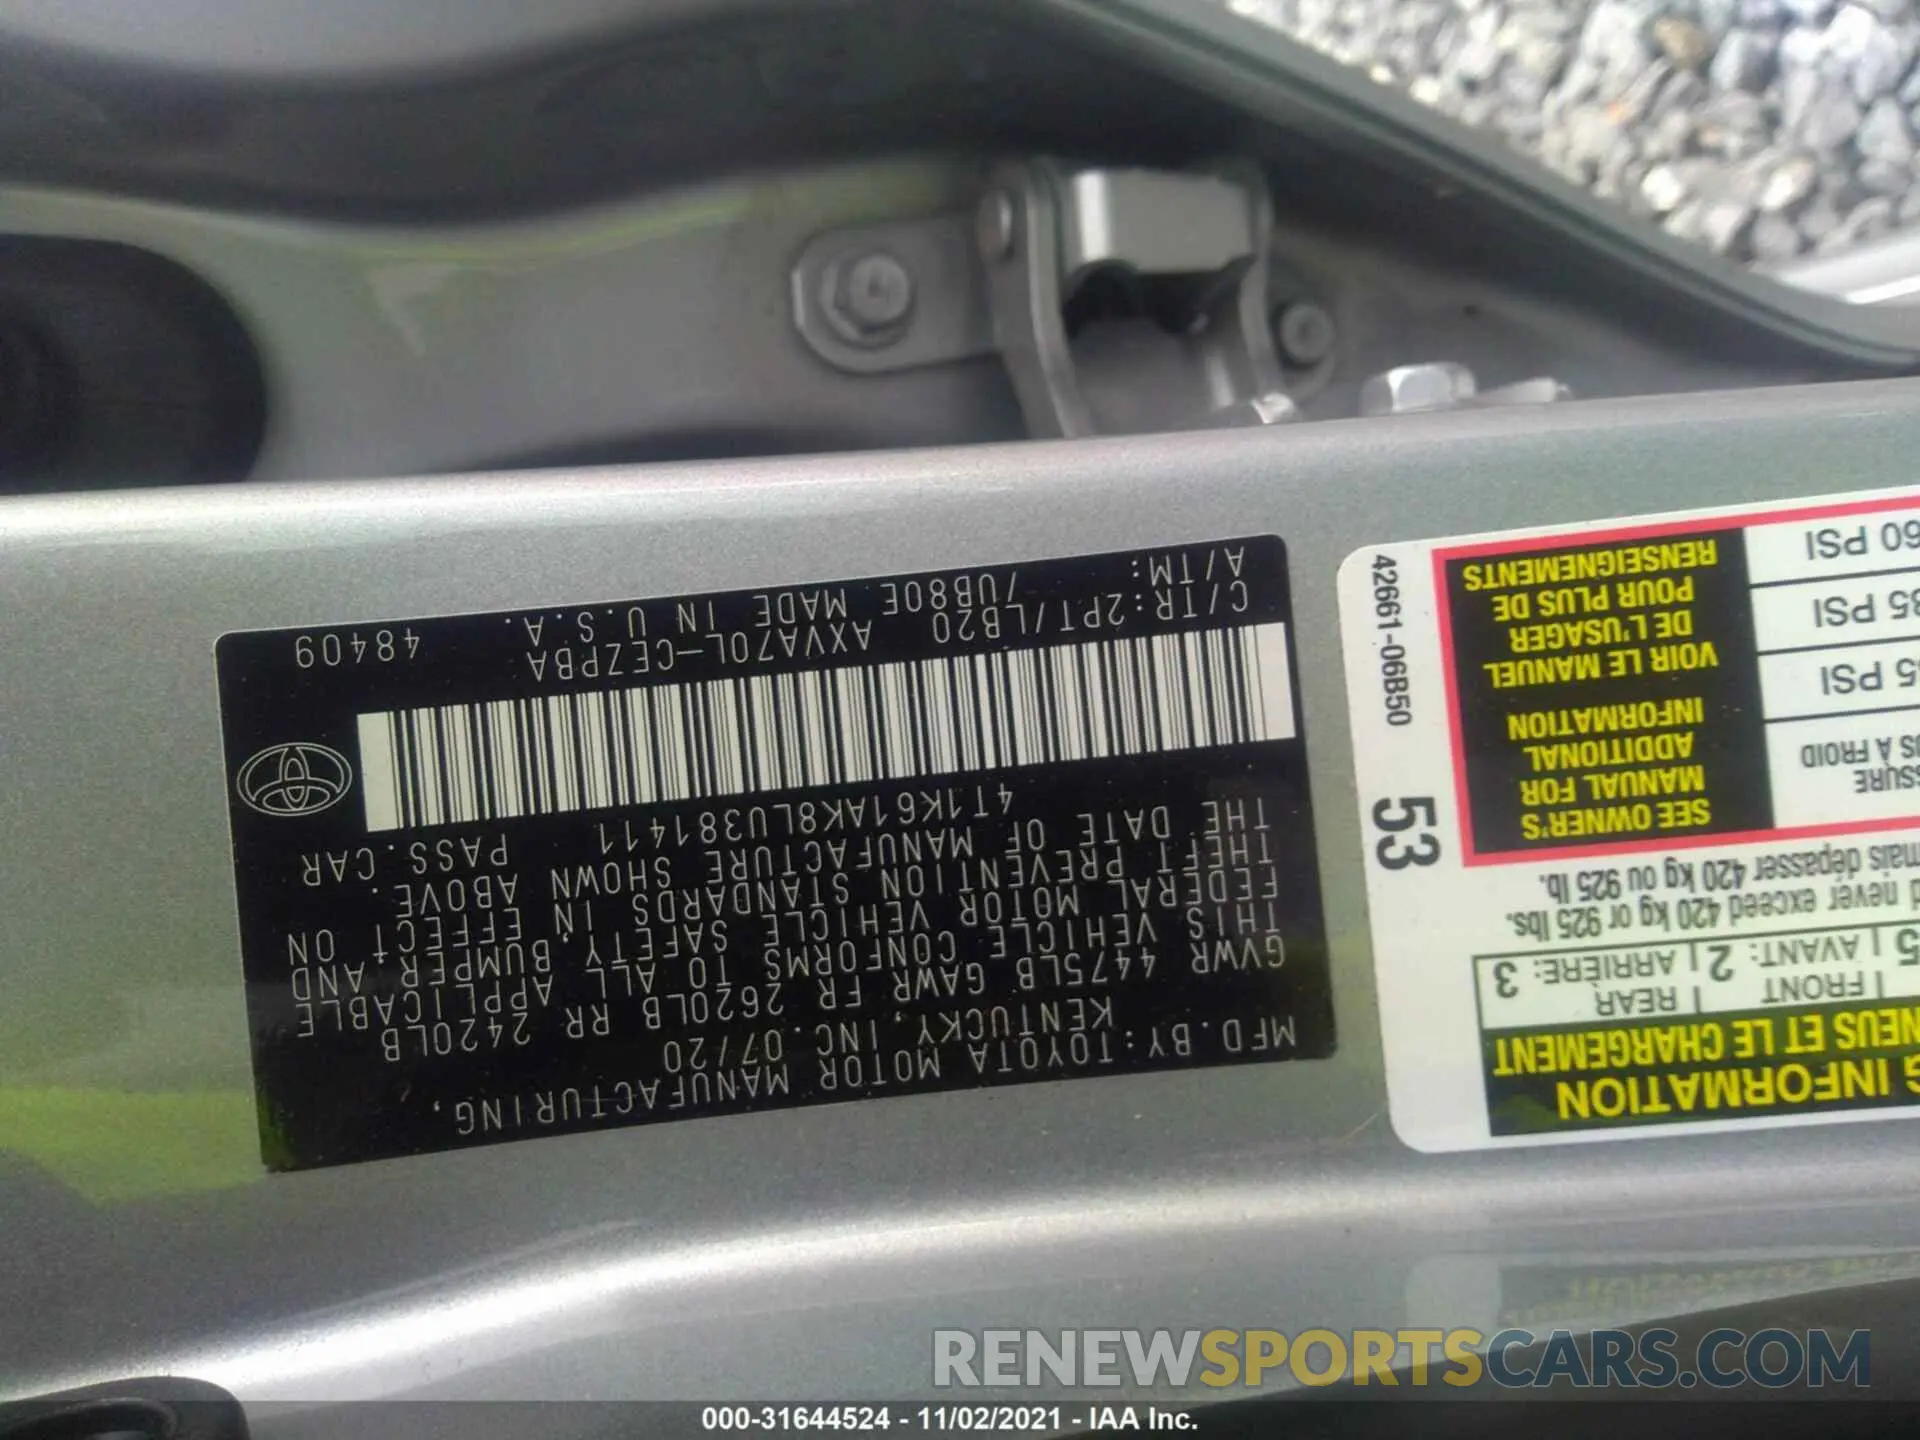 MFD.BY:TOYOTA MOTOR MANUFACTURING,
KENTUCKY,INC.07/20
GVWR 4475LB GAWR FR 2620LB RR 2420LB
THIS VEHICLE CONFORMS TO ALL APPLICABLE
FEDERAL MOTOR VEHICLE SAFETY,BUMPER,AND
THEFT PREVENTION STANDARDS IN EFFECT ON
THE DATE OF MANUFACTURE SHOWN ABOVE.
4T1K61AK8LU381411 PASS.CAR
C/TR:2PT/LB20 AXVA70L-CEZPBA 48409
A/TM: /UB80E MADE IN U.S.A.
INFORMATION
ET LE CHARGEMENT
FRONT REAR
AVANT: 2 ARRIÈRE: 3
never exceed 420 kg or 925 lbs.
dépasser 420 kg ou 925 lb.
SEE OWNER'S
MANUAL FOR
ADDITIONAL
INFORMATION
VOIR LE MANUEL
DE L'USAGER
POUR PLUS DE
RENSEIGNEMENTS
A FROID
PSI
PSI
60 PSI
53
42661-06B50
RENEWSPORTSCARS.COM
000-31644524 - 11/02/2021 - IAA Inc.